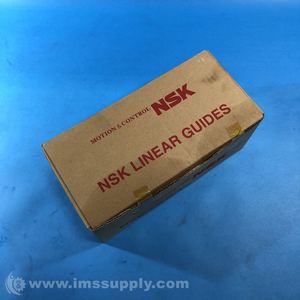 MOTION & CONTROL NSK
NSK LINEAR GUIDES
© www.imssupply.com